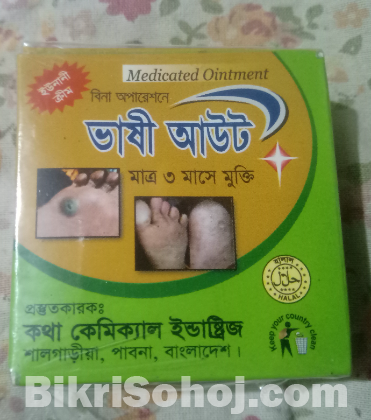 ইউনানী
ক্রীম
Medicated Ointment
বিনা অপারেশনে
ভাষী আউট
মাত্র ৩ মাসে মুক্তি
হালাল
حلال
HALAL
প্রস্তুতকারকঃ
কথা কেমিক্যাল ইন্ডাষ্ট্রিজ
শালগাড়ীয়া, পাবনা, বাংলাদেশ।
Keep your country clean
BikriSohoj.com